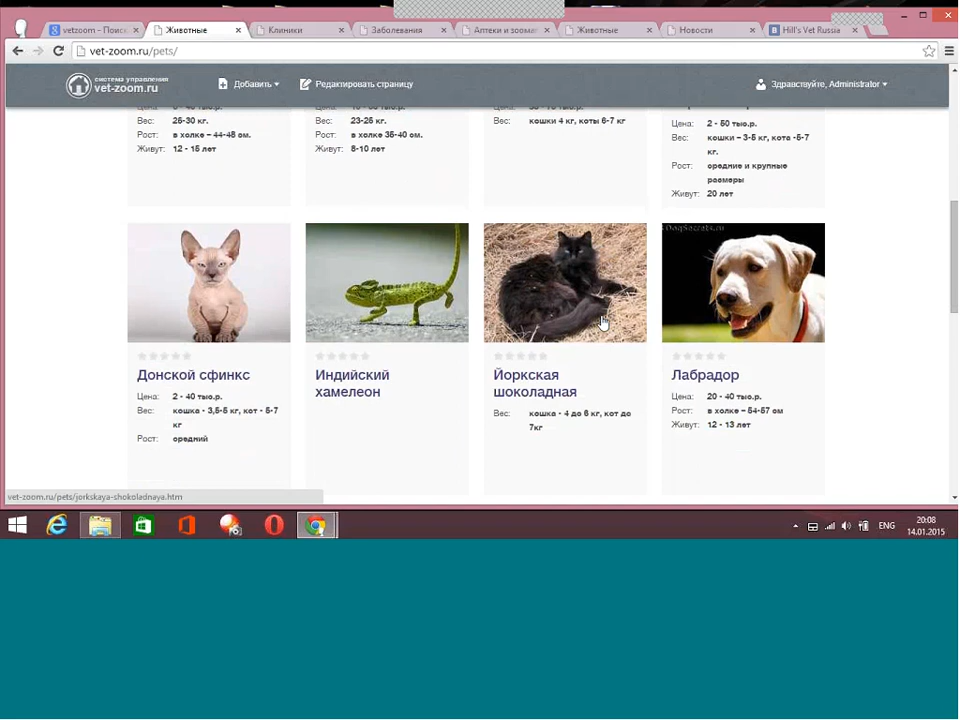 vetzoom – Поиск
Животные
Клиники
Заболевания
Аптеки и зоомаг
Животные
Новости
Hill's Vet Russia
vet-zoom.ru/pets/
система управления
vet-zoom.ru
Добавить
Редактировать страницу
Здравствуйте, Administrator
Вес: 25-30 кг.
Рост: в холке – 44-48 см.
Живут: 12 - 15 лет
Вес: 23-25 кг.
Рост: в холке 35-40 см.
Живут: 8-10 лет
Вес: кошки 4 кг, коты 6-7 кг
Цена: 2 - 50 тыс.р.
Вес: кошки – 3-5 кг, кота -5-7
кг.
Рост: средние и крупные
размеры
Живут: 20 лет
DogSocrats.ru
Донской сфинкс
Цена: 2 - 40 тыс.р.
Вес: кошка - 3,5-5 кг, кот - 5-7
кг
Рост: средний
Индийский
хамелеон
Йоркская
шоколадная
Вес: кошка - 4 до 6 кг, кот до
7кг
Лабрадор
Цена: 20 - 40 тыс.р.
Рост: в холке – 54-57 см
Живут: 12 - 13 лет
vet-zoom.ru/pets/jorkskaya-shokoladnaya.htm
ENG
20:08
14.01.2015